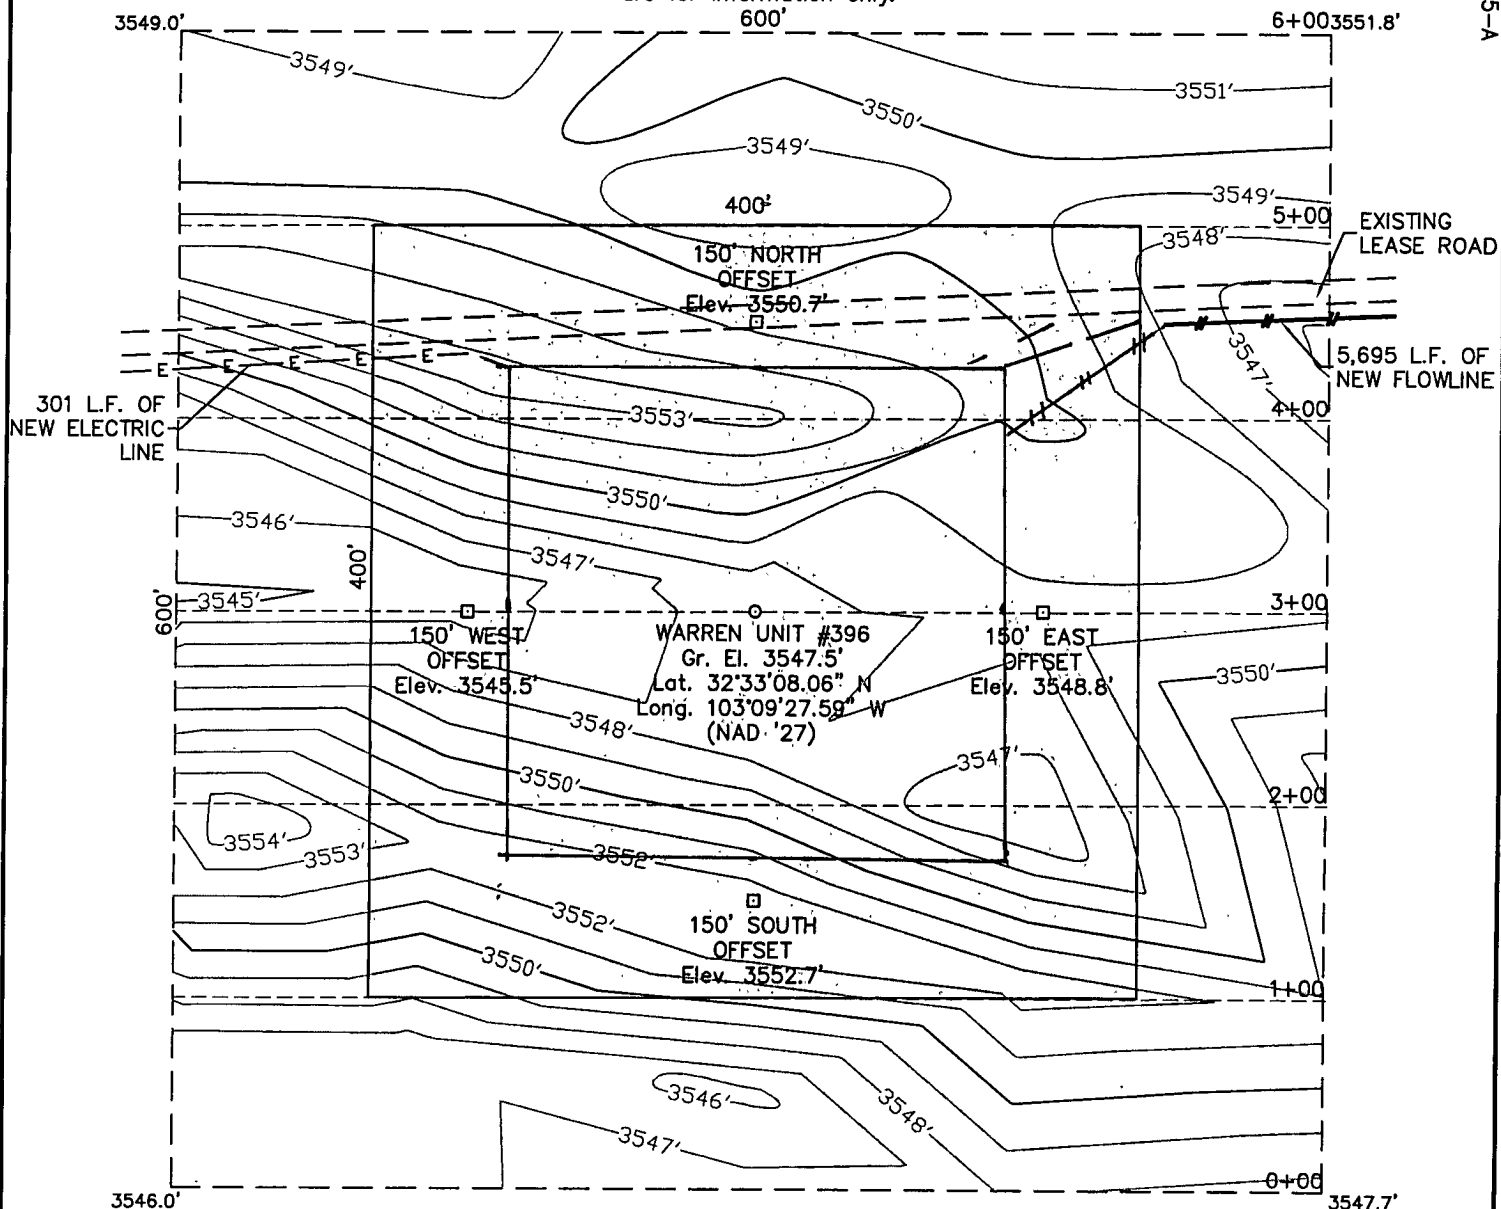 600'
3549.0'
6+00 3551.8'
5-A
3549'
3551'
3550'
3549'
3549'
400'
5+00
EXISTING
LEASE ROAD
3548'
150' NORTH
OFFSET
Elev. 3550.7'
E
E
E
E
E
3547'
5,695 L.F. OF
NEW FLOWLINE
301 L.F. OF
NEW ELECTRIC
LINE
3553'
4+00
3550'
3546'
3547'
400'
600'
3545'
3+00
150' WEST
OFFSET
Elev. 3545.5'
WARREN UNIT #396
Gr. El. 3547.5'
Lat. 32°33'08.06" N
Long. 103°09'27.59" W
(NAD '27)
150' EAST
OFFSET
Elev. 3548.8'
3550'
3548'
3547'
3550'
2+00
3554'
3553'
3552'
3552'
150' SOUTH
OFFSET
Elev. 3552.7'
3550'
1+00
3546'
3548'
3547'
0+00
3546.0'
3547.7'